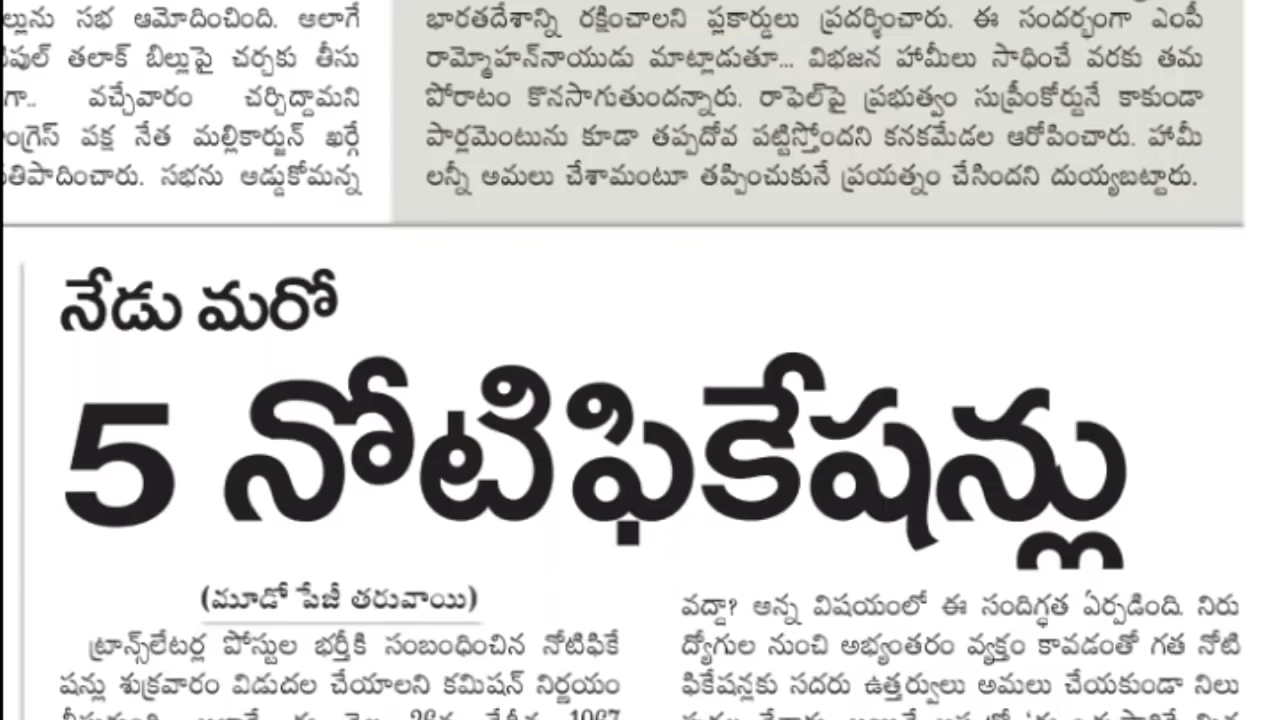 ల్లును సభ ఆమోదించింది. అలాగే
తలాక్ బిల్లుపై చర్చకు తీసు
గా.. వచ్చేవారం చర్చిద్దామని
పక్ష నేత మల్లికార్జున్ ఖర్గే
సభను అడ్డుకోమన్న
భారతదేశాన్ని రక్షించాలని ప్లకార్డులు ప్రదర్శించారు. ఈ సందర్భంగా ఎంపీ
రామ్మోహన్‌నాయుడు మాట్లాడుతూ... విభజన హామీలు సాధించే వరకు తమ
పోరాటం కొనసాగుతుందన్నారు. రాఫెల్‌పై ప్రభుత్వం సుప్రీంకోర్టునే కాకుండా
పార్లమెంటును కూడా తప్పదోవ పట్టిస్తోందని కనకమేడల ఆరోపించారు. హామీ
లన్నీ అమలు చేశామంటూ తప్పించుకునే ప్రయత్నం చేసిందని దుయ్యబట్టారు.
నేడు మరో
5 నోటిఫికేషన్లు
(మూడో పేజీ తరువాయి)
ట్రాన్స్‌లేటర్ల పోస్టుల భర్తీకి సంబంధించిన నోటిఫికే
షన్లు శుక్రవారం విడుదల చేయాలని కమిషన్ నిర్ణయం
వద్దా? అన్న విషయంలో ఈ సందిగ్ధత ఏర్పడింది. నిరు
ద్యోగుల నుంచి అభ్యంతరం వ్యక్తం కావడంతో గత నోటి
ఫికేషన్లకు సదరు ఉత్తర్వులు అమలు చేయకుండా నిలు